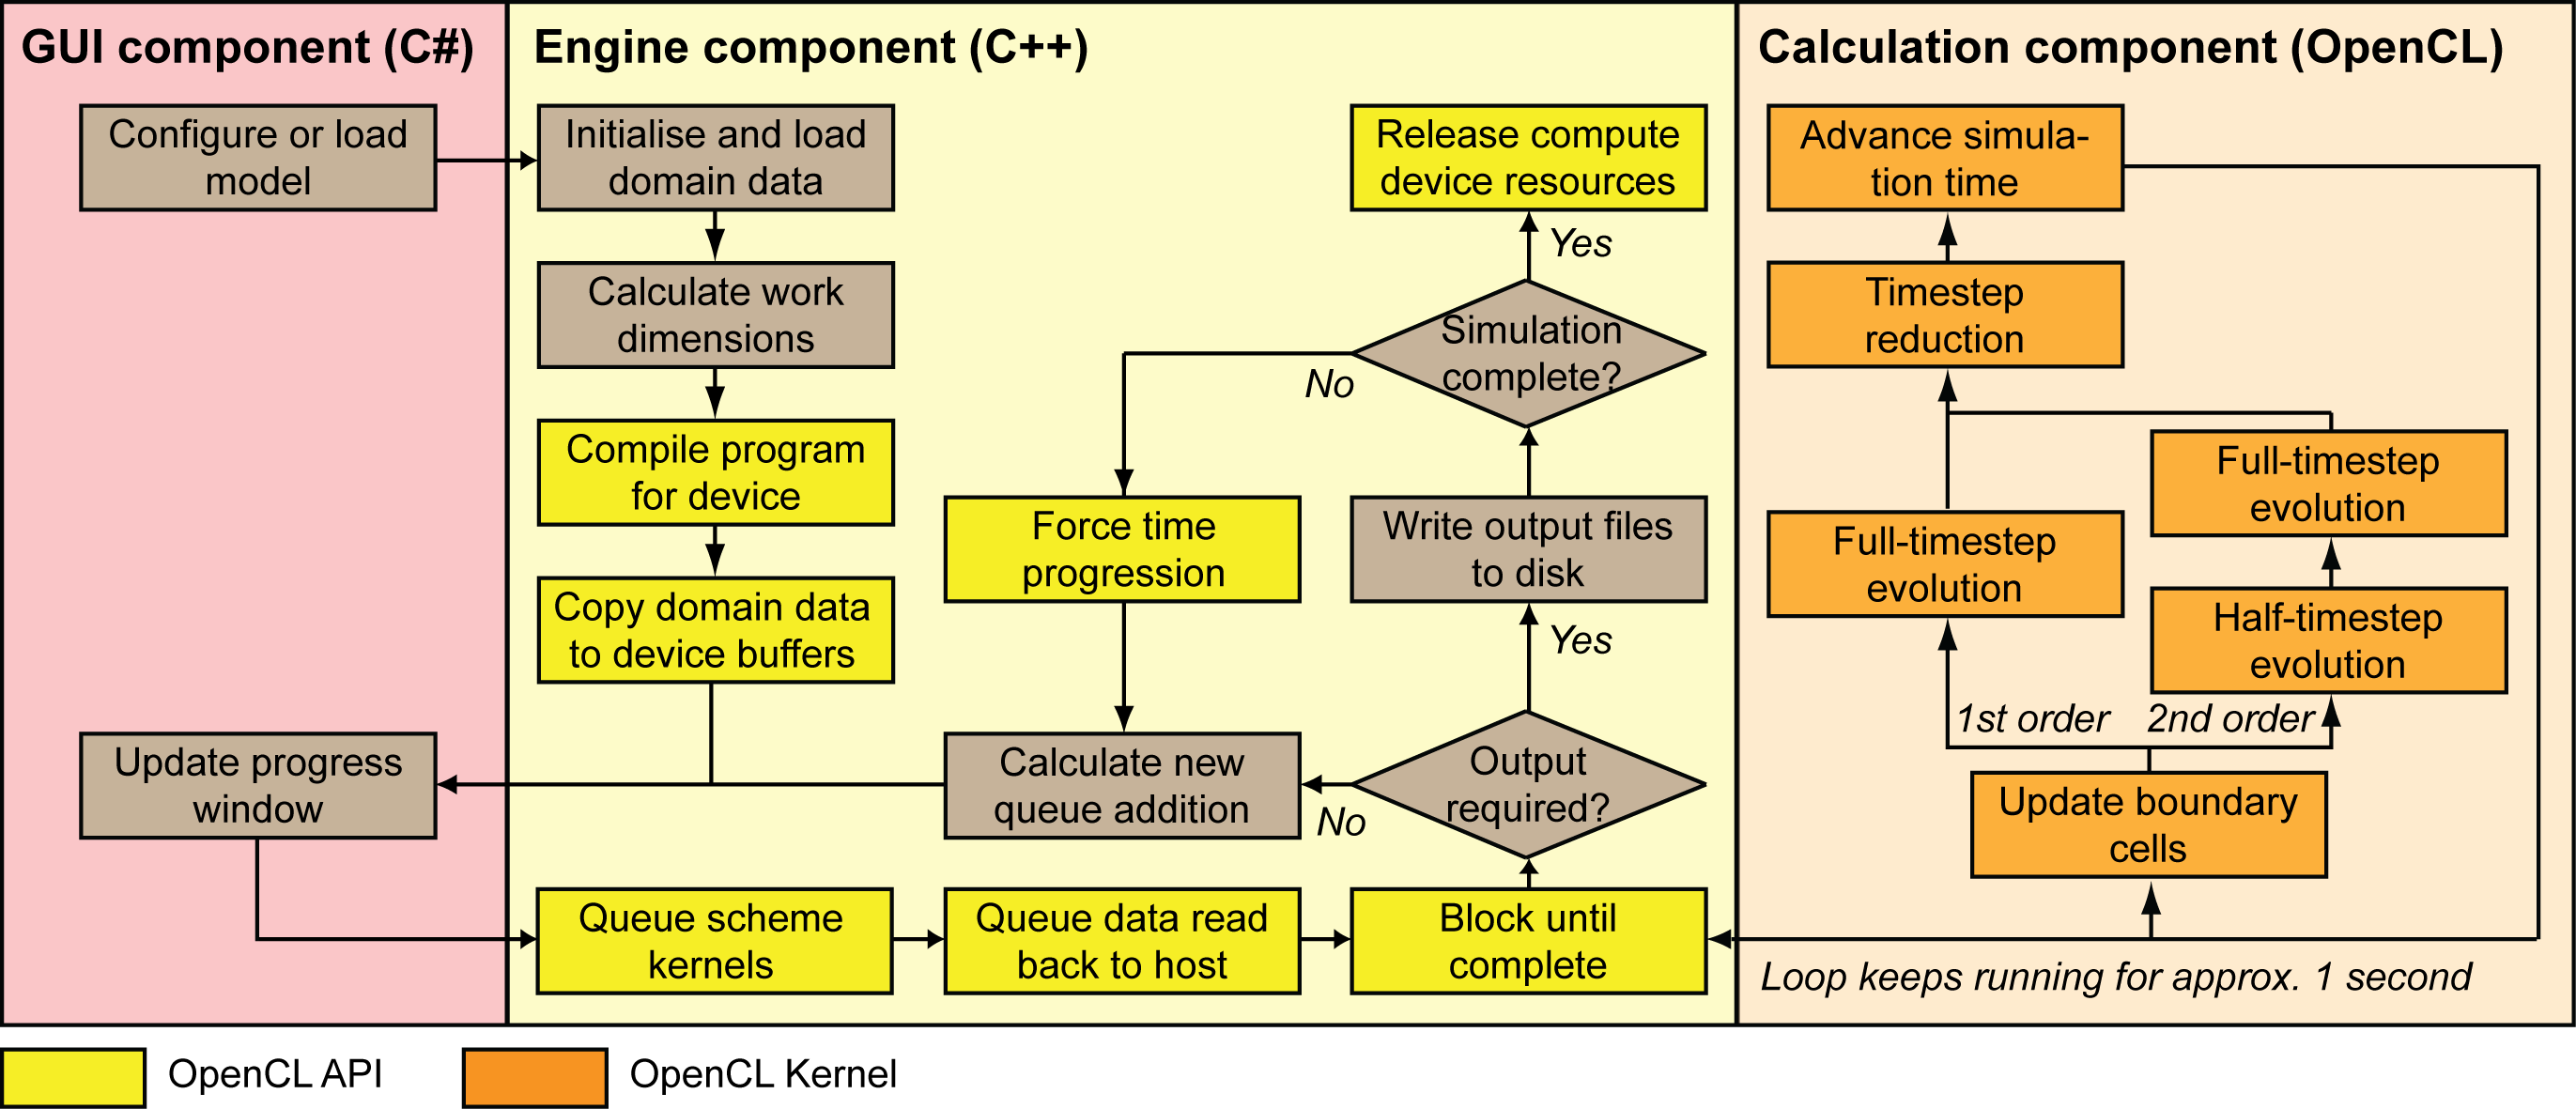 GUI component (C#)
Configure or load
model
Update progress
window
Engine component (C++)
Initialise and load
domain data
Calculate work
dimensions
Compile program
for device
Copy domain data
to device buffers
Release compute
device resources
Yes
Simulation
complete?
No
Force time
progression
Write output files
to disk
Yes
Calculate new
queue addition
Output
required?
No
Queue scheme
kernels
Queue data read
back to host
Block until
complete
Calculation component (OpenCL)
Advance simula-
tion time
Timestep
reduction
Full-timestep
evolution
Full-timestep
evolution
Half-timestep
evolution
1st order
2nd order
Update boundary
cells
Loop keeps running for approx. 1 second
OpenCL API
OpenCL Kernel